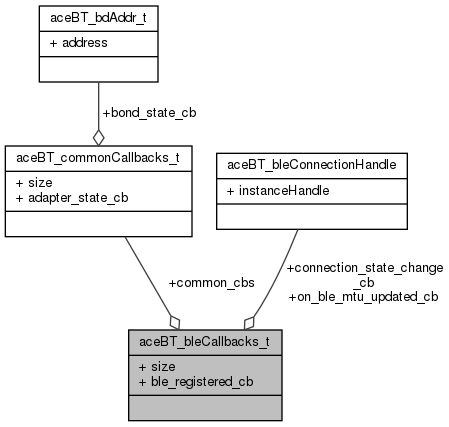 aceBT_bdAddr_t
+ address
+bond_state_cb
aceBT_commonCallbacks_t
+ size
+ adapter_state_cb
aceBT_bleConnectionHandle
+ instanceHandle
+common_cbs
+connection_state_change
_cb
+on_ble_mtu_updated_cb
aceBT_bleCallbacks_t
+ size
+ ble_registered_cb